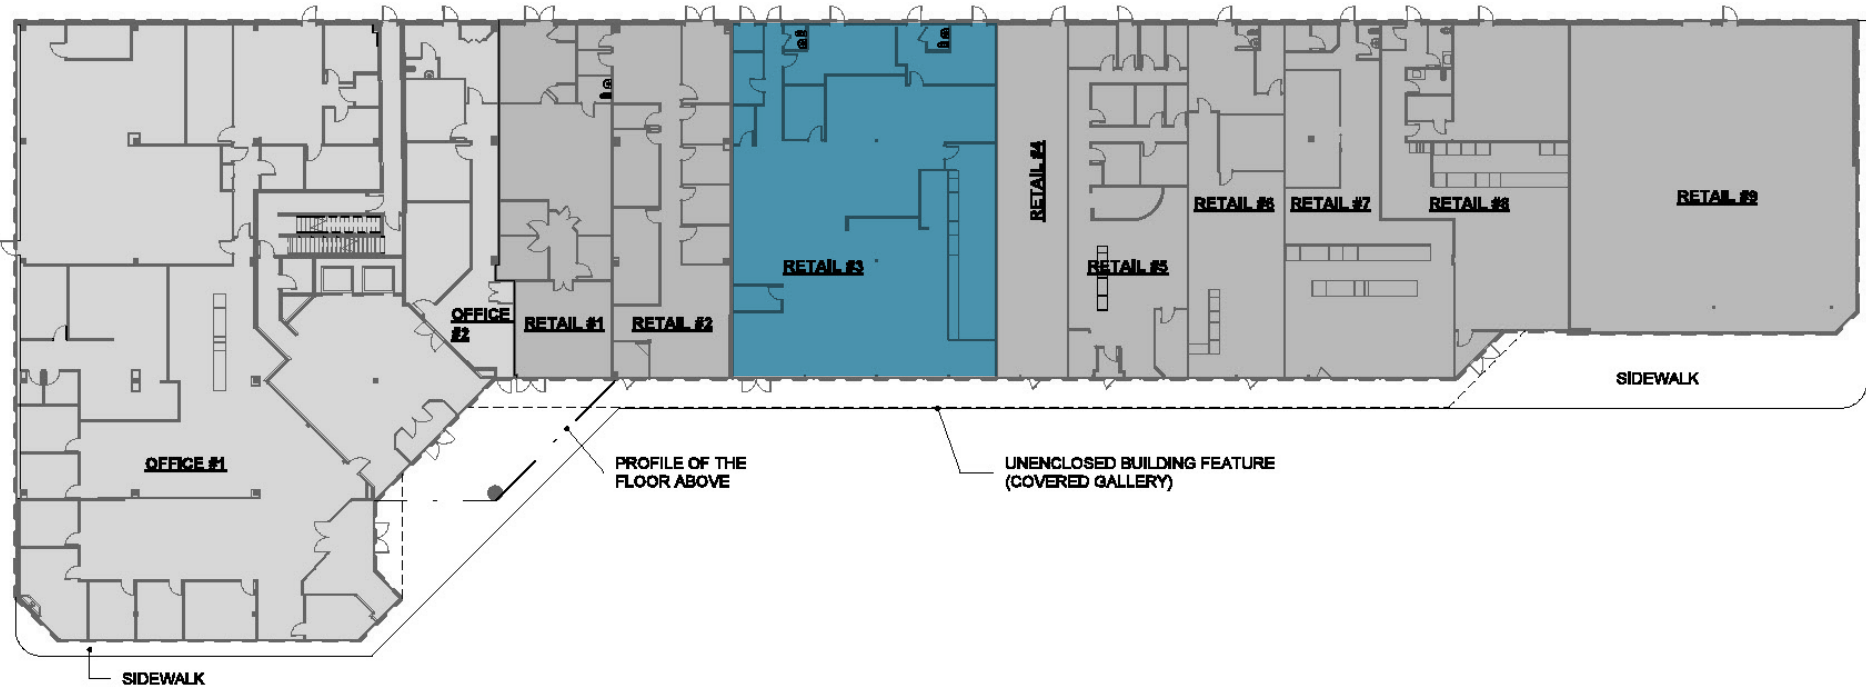 RETAIL #4
RETAIL #9
RETAIL #6
RETAIL #7
RETAIL #8
RETAIL #3
RETAIL #5
OFFICE
#2
RETAIL #1
RETAIL #2
SIDEWALK
OFFICE #1
PROFILE OF THE
FLOOR ABOVE
UNENCLOSED BUILDING FEATURE
(COVERED GALLERY)
SIDEWALK